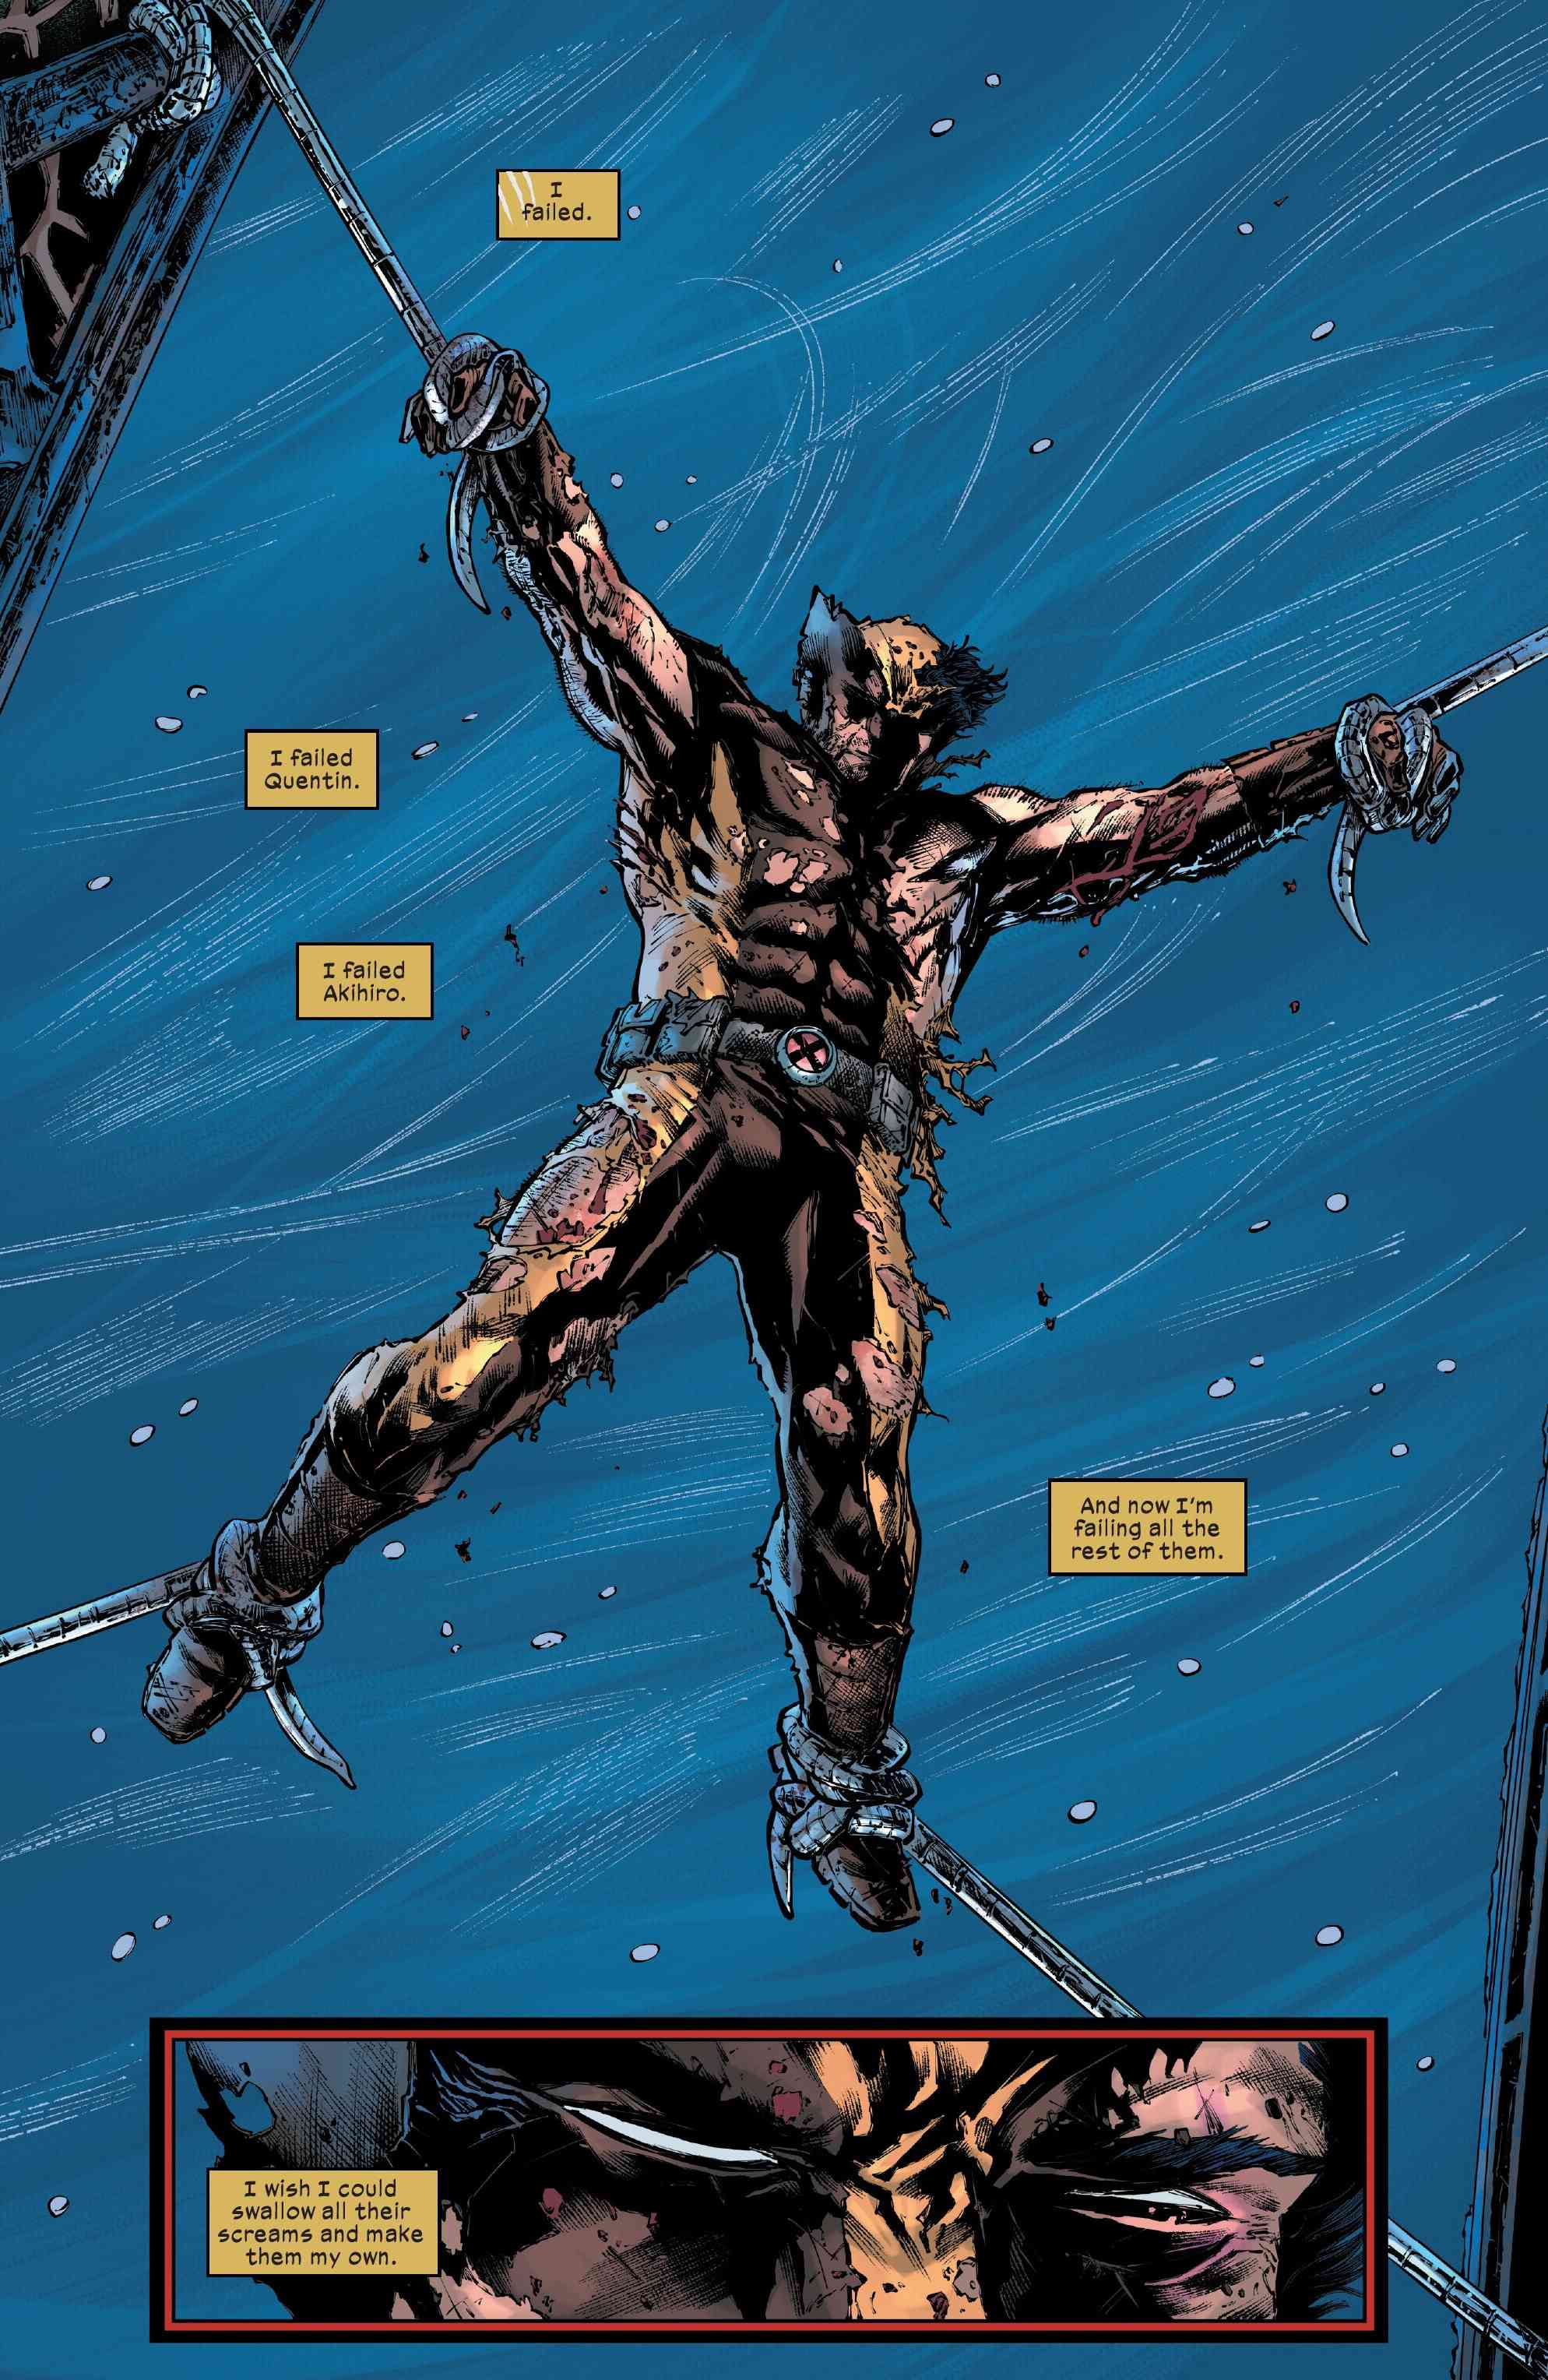 I
failed.
I failed
Quentin.
I failed
Akihiro.
And now I'm
failing all the
rest of them.
I wish I could
swallow all their
screams and make
them my own.